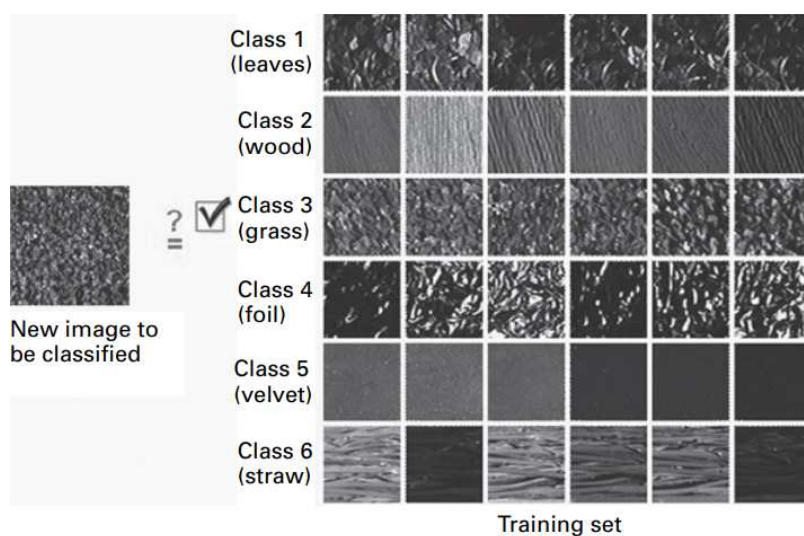 Class 1
(leaves)
Class 2
(wood)
?
=
Class 3
(grass)
New image to
be classified
Class 4
(foil)
Class 5
(velvet)
Class 6
(straw)
Training set